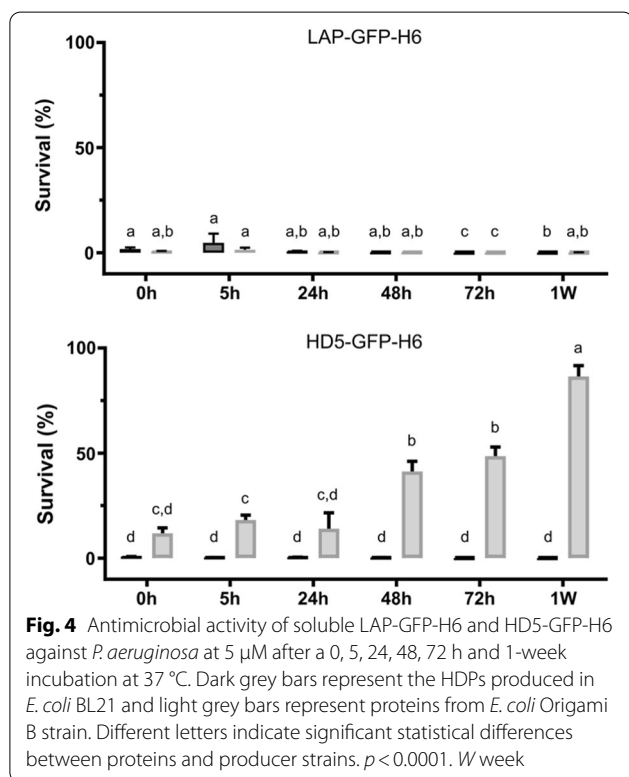 LAP-GFP-H6
100
50
0
Survival (%)
a a,b a a a,b a,b a,b a,b c c b a,b
0h 5h 24h 48h 72h 1W
HD5-GFP-H6
100
50
0
Survival (%)
d c,d d c d c,d d b d b d a
0h 5h 24h 48h 72h 1W
Fig. 4 Antimicrobial activity of soluble LAP-GFP-H6 and HD5-GFP-H6
against P. aeruginosa at 5 µM after a 0, 5, 24, 48, 72 h and 1-week
incubation at 37 °C. Dark grey bars represent the HDPs produced in
E. coli BL21 and light grey bars represent proteins from E. coli Origami
B strain. Different letters indicate significant statistical differences
between proteins and producer strains. p < 0.0001. W week